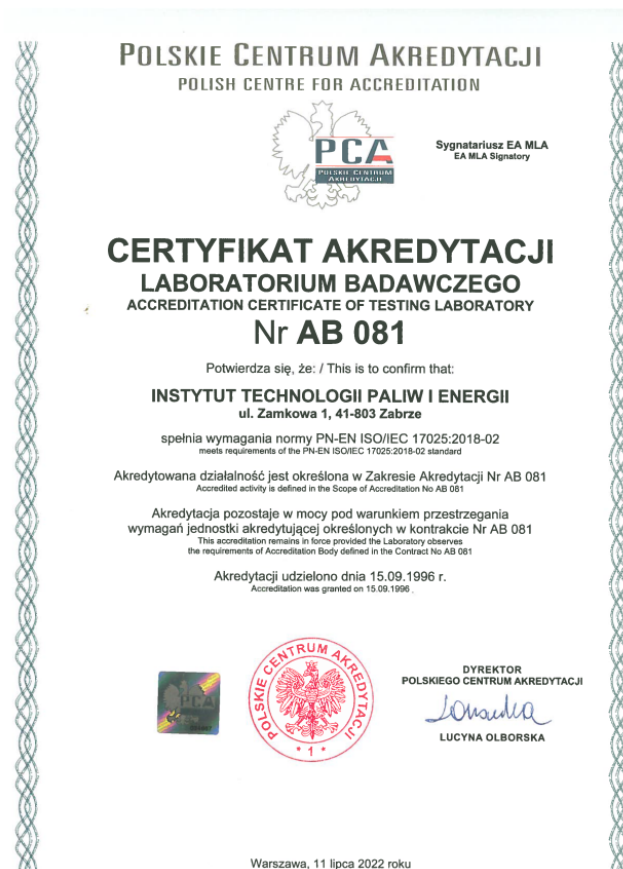 POLSKIE CENTRUM AKREDYTACJI
POLISH CENTRE FOR ACCREDITATION
PCA
POLSKIE CENTRUM
AKREDYTACJI
Sygnatariusz EA MLA
EA MLA Signatory
CERTYFIKAT AKREDYTACJI
LABORATORIUM BADAWCZEGO
ACCREDITATION CERTIFICATE OF TESTING LABORATORY
Nr AB 081
Potwierdza się, że: / This is to confirm that:
INSTYTUT TECHNOLOGII PALIW I ENERGII
ul. Zamkowa 1, 41-803 Zabrze
spełnia wymagania normy PN-EN ISO/IEC 17025:2018-02
meets requirements of the PN-EN ISO/IEC 17025:2018-02 standard
Akredytowana działalność jest określona w Zakresie Akredytacji Nr AB 081
Accredited activity is defined in the Scope of Accreditation No AB 081
Akredytacja pozostaje w mocy pod warunkiem przestrzegania
wymagań jednostki akredytującej określonych w kontrakcie Nr AB 081
This accreditation remains in force provided the Laboratory observes
the requirements of Accreditation Body defined in the Contract No AB 081
Akredytacji udzielono dnia 15.09.1996 r.
Accreditation was granted on 15.09.1996
PCA
POLSKIE CENTRUM AKREDYTACJI
* 1 *
DYREKTOR
POLSKIEGO CENTRUM AKREDYTACJI
LUCYNA OLBORSKA
Warszawa, 11 lipca 2022 roku